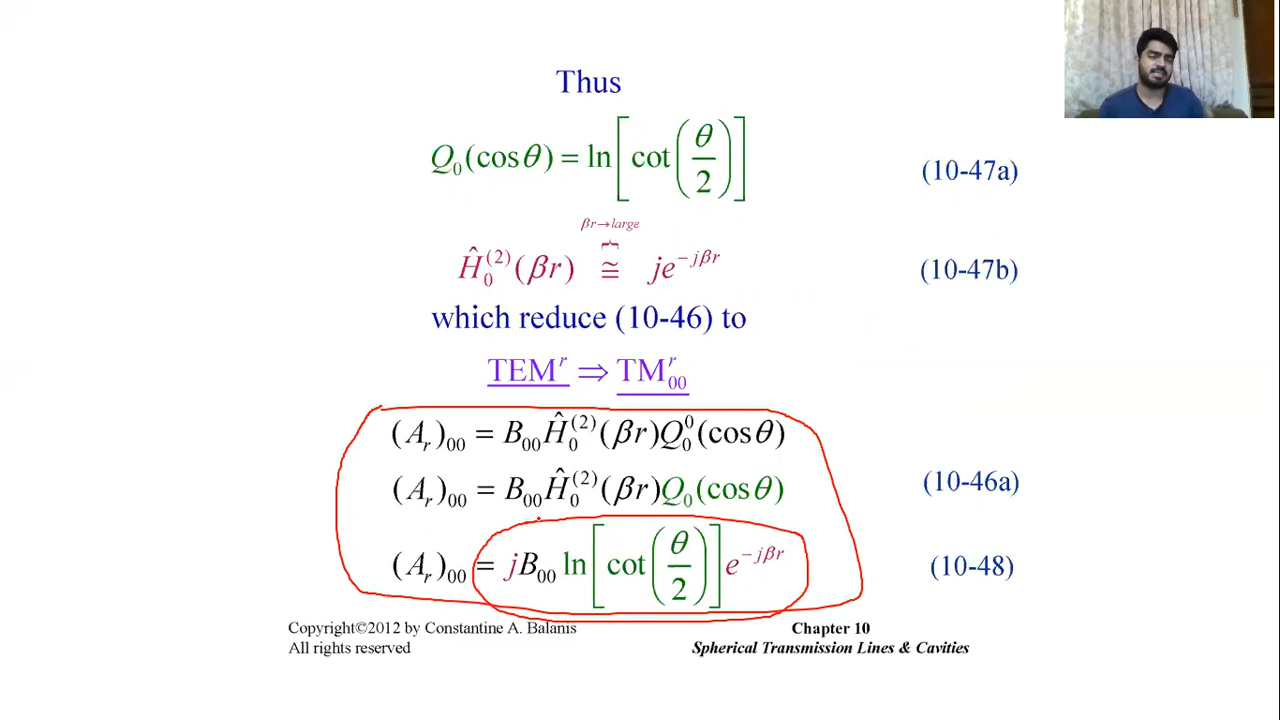 Thus
Q₀(cosθ) = ln[cot(θ/2)] (10-47a)
βr→large
Ĥ₀⁽²⁾(βr) ≅ je^{−jβr} (10-47b)
which reduce (10-46) to
TEMʳ ⇒ TMʳ₀₀
(Aᵣ)₀₀ = B₀₀Ĥ₀⁽²⁾(βr)Q₀⁰(cosθ)
(Aᵣ)₀₀ = B₀₀Ĥ₀⁽²⁾(βr)Q₀(cosθ) (10-46a)
(Aᵣ)₀₀ = jB₀₀ ln[cot(θ/2)]e^{−jβr} (10-48)
Copyright©2012 by Constantine A. Balanis Chapter 10
All rights reserved Spherical Transmission Lines & Cavities